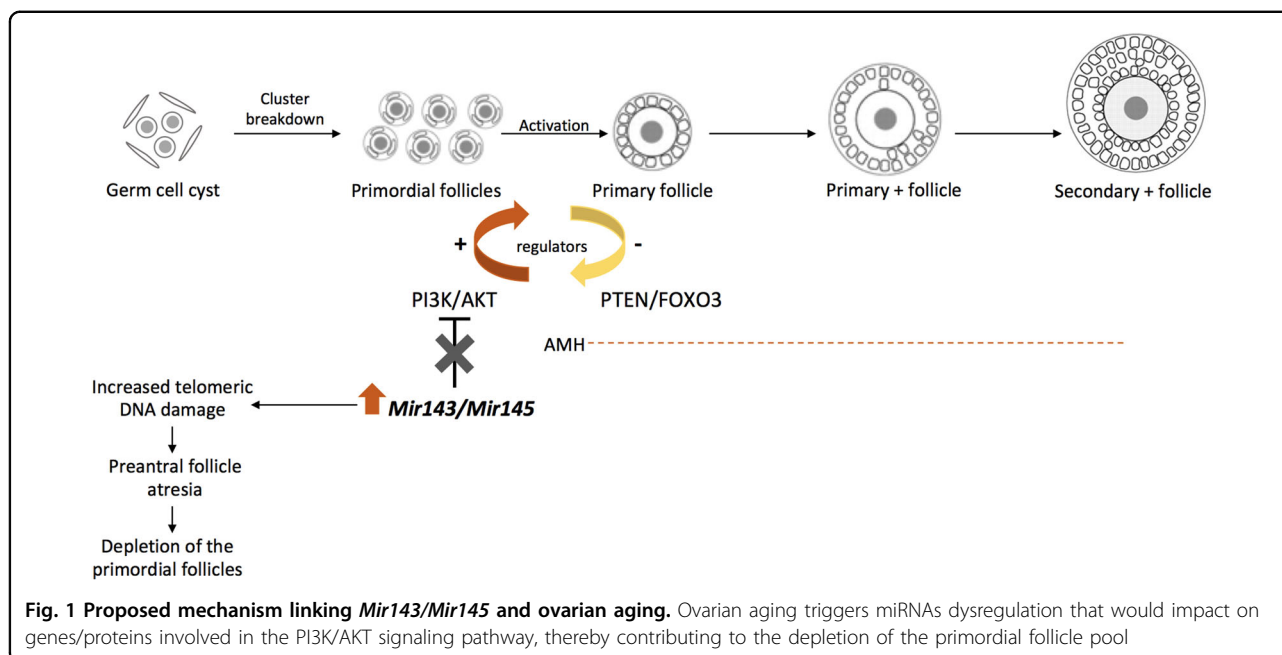 Cluster
breakdown
Activation
Germ cell cyst
Primordial follicles
Primary follicle
Primary + follicle
Secondary + follicle
+
regulators
-
PI3K/AKT
PTEN/FOXO3
AMH
Increased telomeric
DNA damage
Mir143/Mir145
Preantral follicle
atresia
Depletion of the
primordial follicles
Fig. 1 Proposed mechanism linking Mir143/Mir145 and ovarian aging. Ovarian aging triggers miRNAs dysregulation that would impact on
genes/proteins involved in the PI3K/AKT signaling pathway, thereby contributing to the depletion of the primordial follicle pool